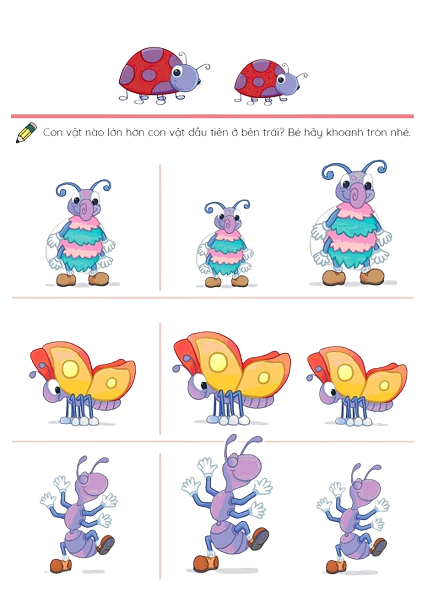 Con vật nào lớn hơn con vật đầu tiên ở bên trái? Bé hãy khoanh tròn nhé.